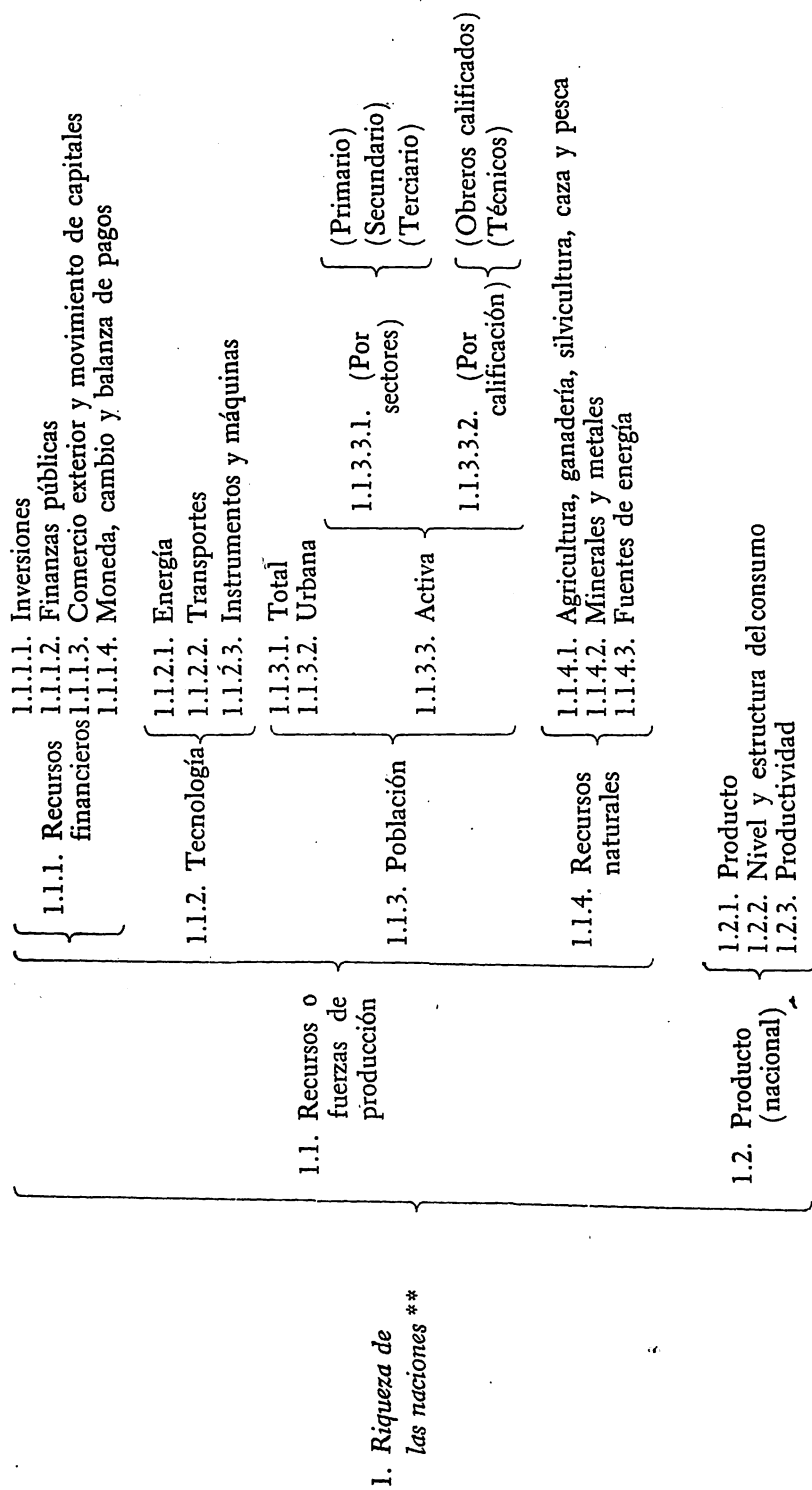 1. Riqueza de
las naciones **
1.1. Recursos o
fuerzas de
producción
1.1.1. Recursos
financieros
1.1.1.1. Inversiones
1.1.1.2. Finanzas públicas
1.1.1.3. Comercio exterior y movimiento de capitales
1.1.1.4. Moneda, cambio y balanza de pagos
1.1.2. Tecnología
1.1.2.1. Energía
1.1.2.2. Transportes
1.1.2.3. Instrumentos y máquinas
1.1.3. Población
1.1.3.1. Total
1.1.3.2. Urbana
1.1.3.3. Activa
1.1.3.3.1. (Por
sectores)
(Primario)
(Secundario)
(Terciario)
1.1.3.3.2. (Por
calificación)
(Obreros calificados)
(Técnicos)
1.1.4. Recursos
naturales
1.1.4.1. Agricultura, ganadería, silvicultura, caza y pesca
1.1.4.2. Minerales y metales
1.1.4.3. Fuentes de energía
1.2. Producto
(nacional)
1.2.1. Producto
1.2.2. Nivel y estructura del consumo
1.2.3. Productividad